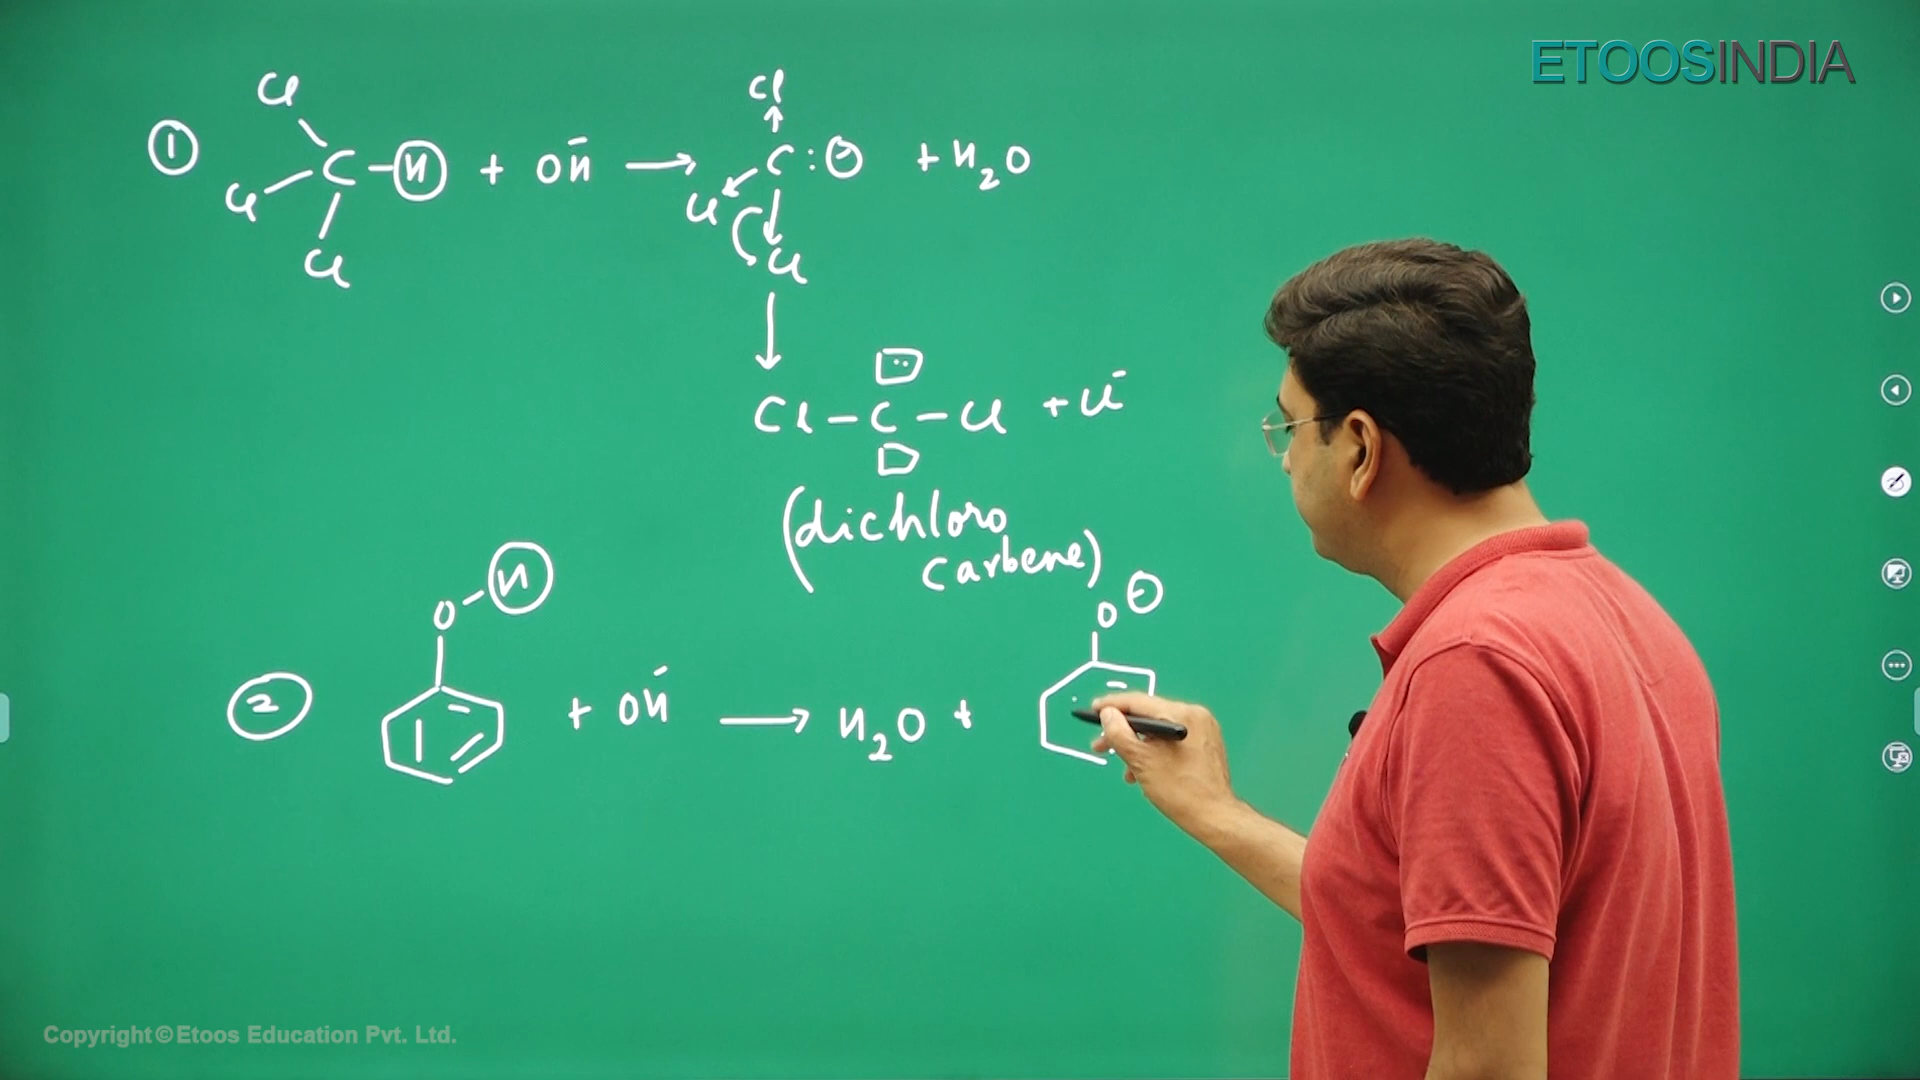 ETOOSINDIA
Cl
① Cl C - H + OH⁻ → Cl C : ⊖ + H₂O
Cl
Cl
Cl
Cl - C - Cl + Cl⁻
(dichloro
carbene)
O - H
O ⊖
② + OH⁻ → H₂O +
Copyright © Etoos Education Pvt. Ltd.